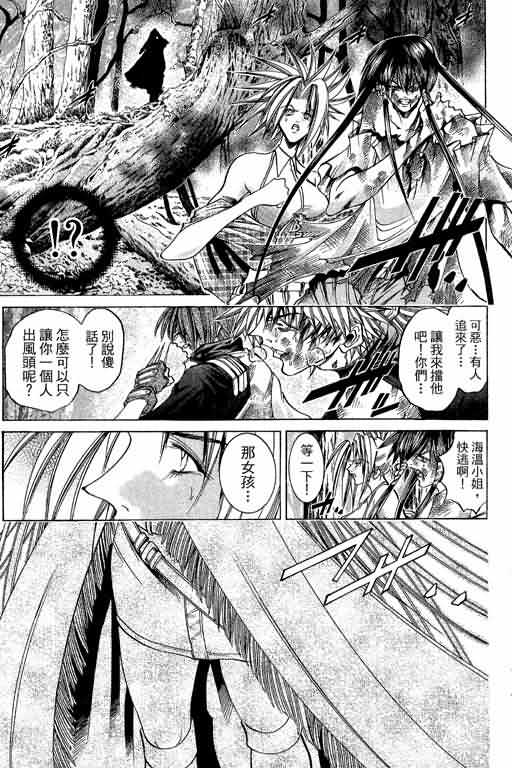 !?
可惡…有人
追來了…
讓我來擋他
吧！你們…
別說傻
話了！
怎麼可以只
讓你一個人
出風頭呢？
海溫小姐，
快逃啊！
等一下！
那女孩…